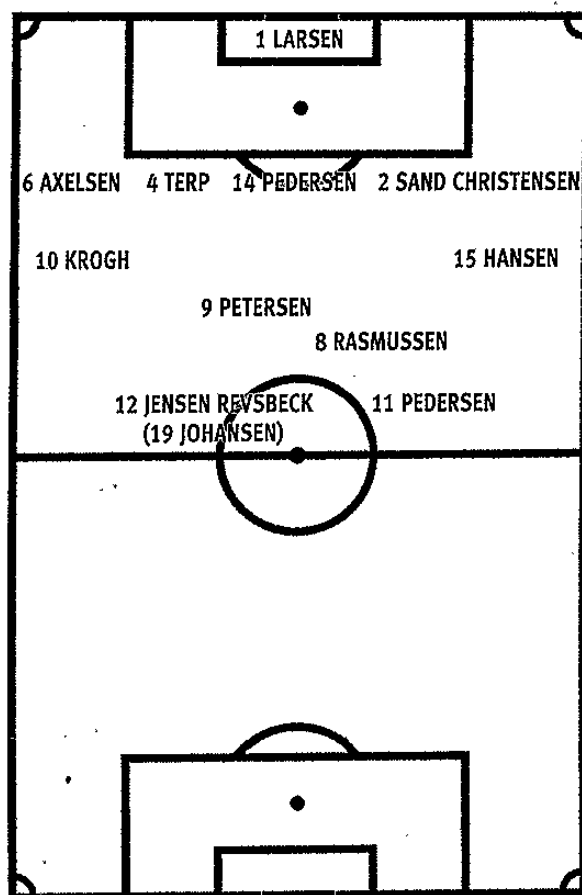 1 LARSEN
6 AXELSEN 4 TERP 14 PEDERSEN 2 SAND CHRISTENSEN
10 KROGH 15 HANSEN
9 PETERSEN
8 RASMUSSEN
12 JENSEN REVSBECK 11 PEDERSEN
(19 JOHANSEN)